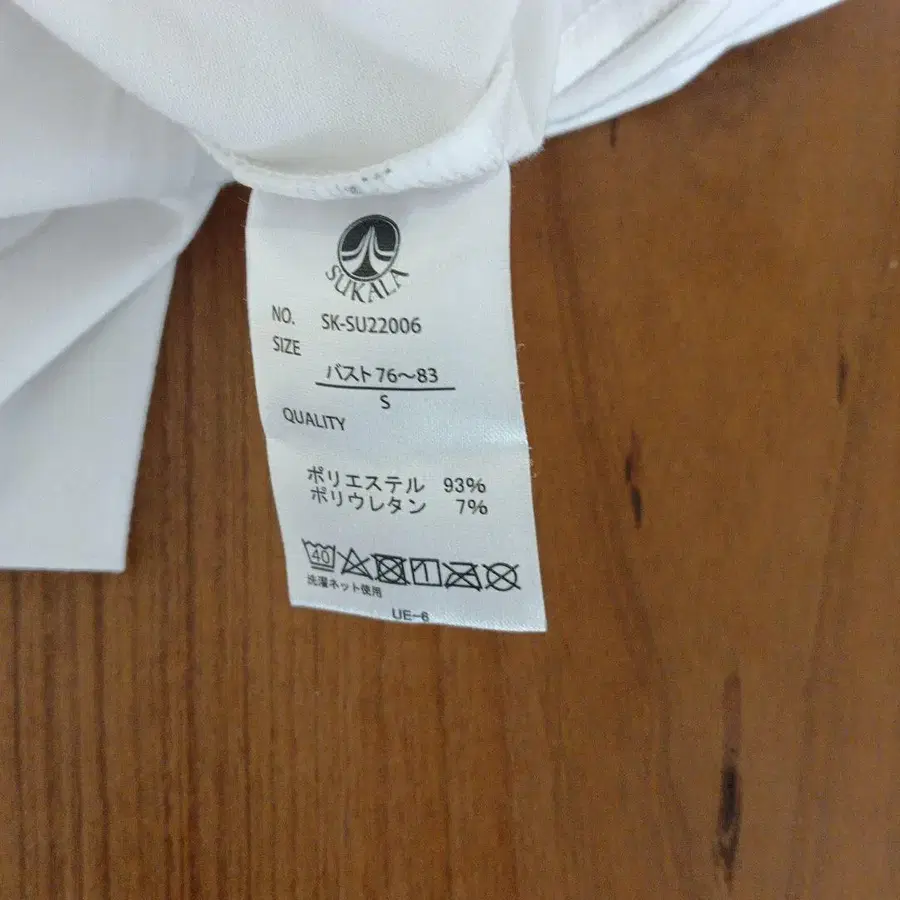 SUKALA
NO. SK-SU22006
SIZE
バスト76～83
S
QUALITY
ポリエステル 93%
ポリウレタン 7%
40
洗濯ネット使用
UE-6